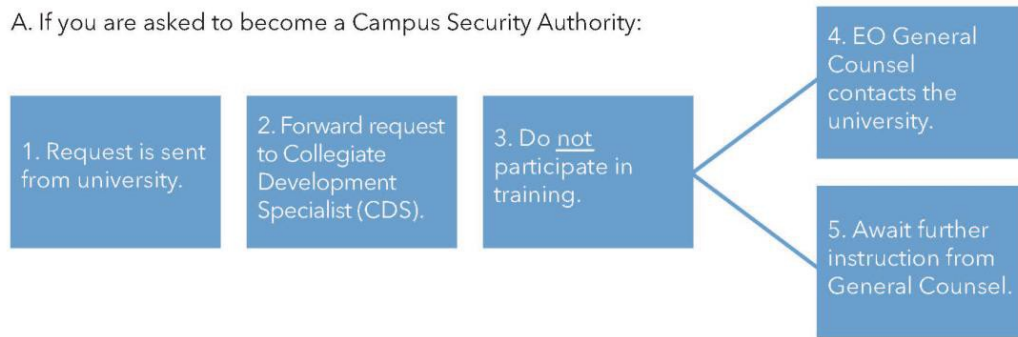 A. If you are asked to become a Campus Security Authority:
1. Request is sent
from university.
2. Forward request
to Collegiate
Development
Specialist (CDS).
3. Do not
participate in
training.
4. EO General
Counsel
contacts the
university.
5. Await further
instruction from
General Counsel.